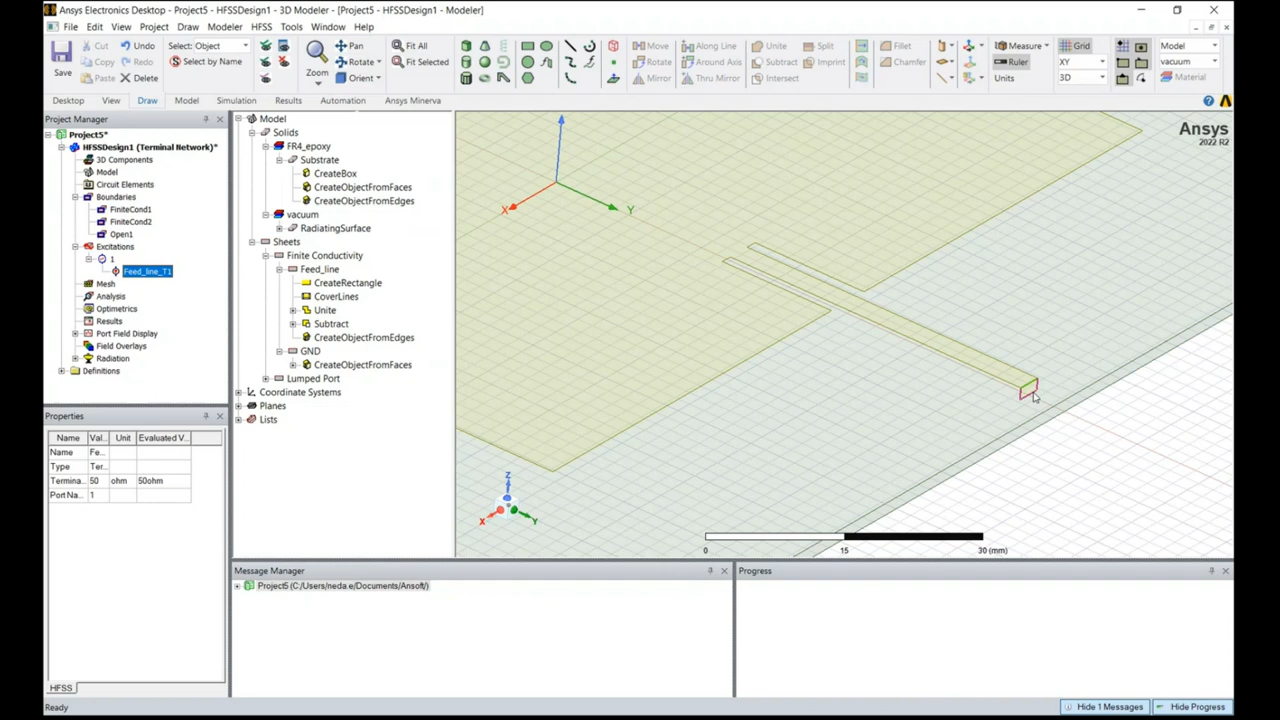 Ansys Electronics Desktop - Project5 - HFSSDesign1 - 3D Modeler - [Project5 - HFSSDesign1 - Modeler]
File Edit View Project Draw Modeler HFSS Tools Window Help
Save
Cut Undo
Copy Redo
Paste Delete
Select: Object
Select by Name
Zoom
Pan
Rotate
Orient
Fit All
Fit Selected
Move Along Line Unite Split Fillet
Rotate Around Axis Subtract Imprint Chamfer
Mirror Thru Mirror Intersect
Measure Grid
Ruler XY
Units 3D
Model
vacuum
Material
Desktop View Draw Model Simulation Results Automation Ansys Minerva
Project Manager
Project5*
HFSSDesign1 (Terminal Network)*
3D Components
Model
Circuit Elements
Boundaries
FiniteCond1
FiniteCond2
Open1
Excitations
1
Feed_line_T1
Mesh
Analysis
Optimetrics
Results
Port Field Display
Field Overlays
Radiation
Definitions
Properties
Name Val... Unit Evaluated V...
Name Fe...
Type Ter...
Termina... 50 ohm 50ohm
Port Na... 1
HFSS
Model
Solids
FR4_epoxy
Substrate
CreateBox
CreateObjectFromFaces
CreateObjectFromEdges
vacuum
RadiatingSurface
Sheets
Finite Conductivity
Feed_line
CreateRectangle
CoverLines
Unite
Subtract
CreateObjectFromEdges
GND
CreateObjectFromFaces
Lumped Port
Coordinate Systems
Planes
Lists
Ansys
2022 R2
X Y
Z
X Y
0 15 30 (mm)
Message Manager
Project5 (C:/Users/neda.e/Documents/Ansoft/)
Progress
Ready
Hide 1 Messages Hide Progress